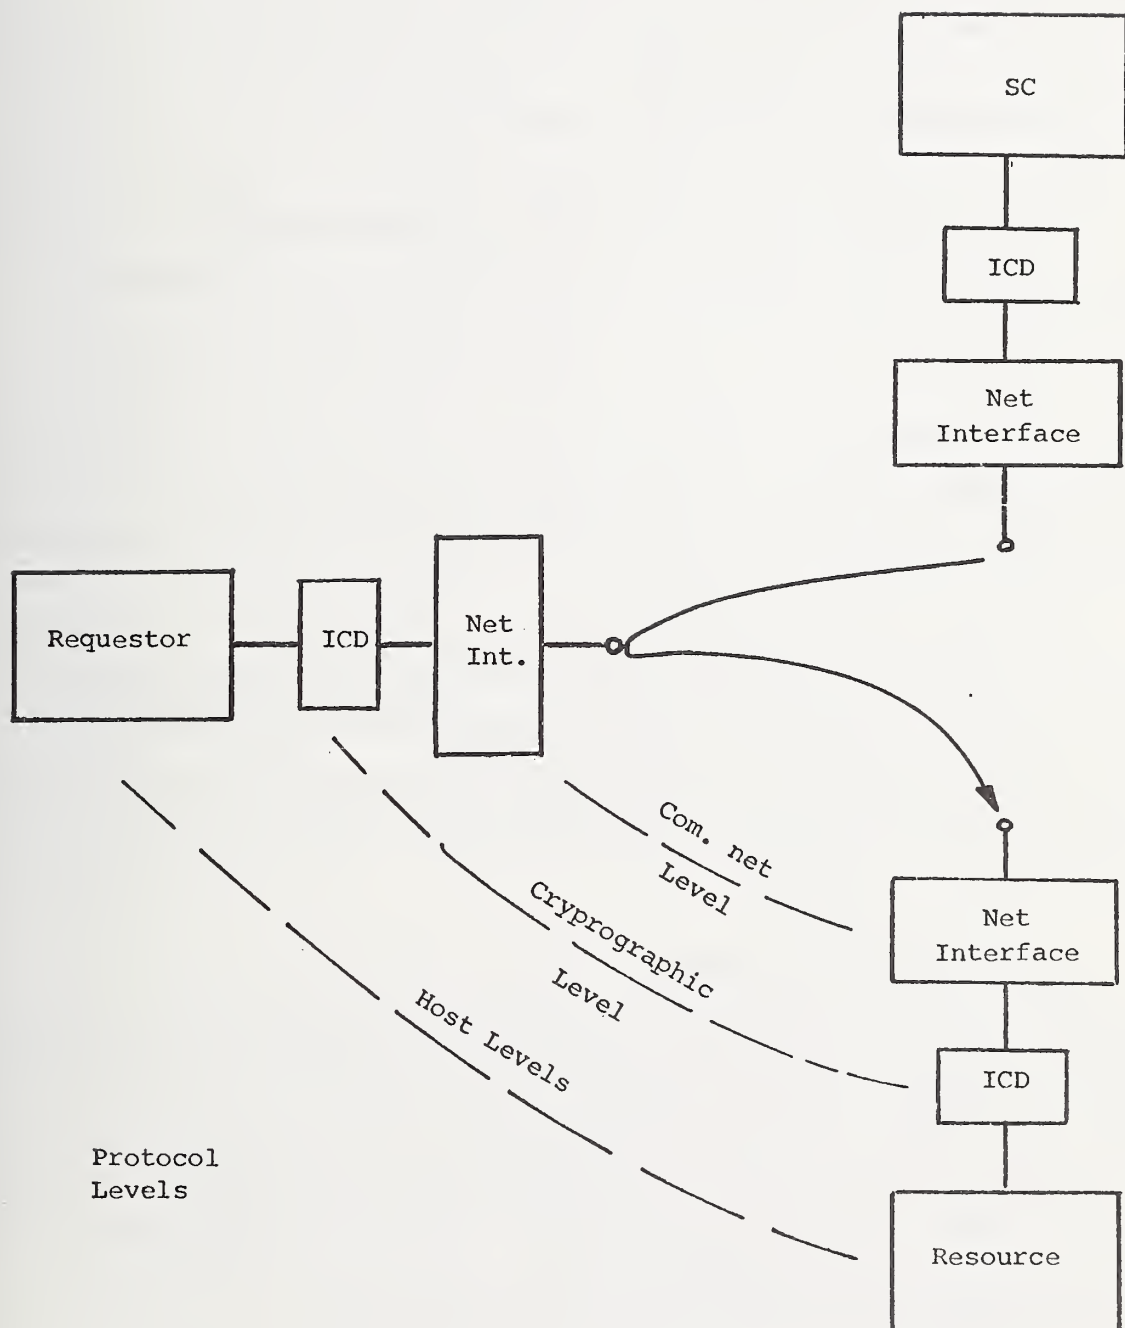 SC
ICD
Net
Interface
Requestor
ICD
Net
Int.
Com. net
Level
Cryprographic
Level
Host Levels
Net
Interface
ICD
Resource
Protocol
Levels